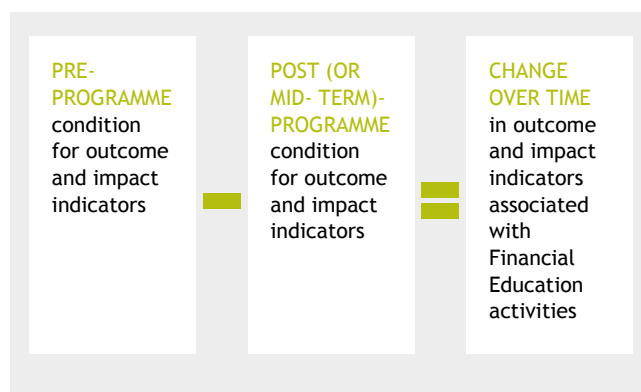 PRE-
PROGRAMME
condition
for outcome
and impact
indicators
POST (OR
MID- TERM)-
PROGRAMME
condition
for outcome
and impact
indicators
CHANGE
OVER TIME
in outcome
and impact
indicators
associated
with
Financial
Education
activities